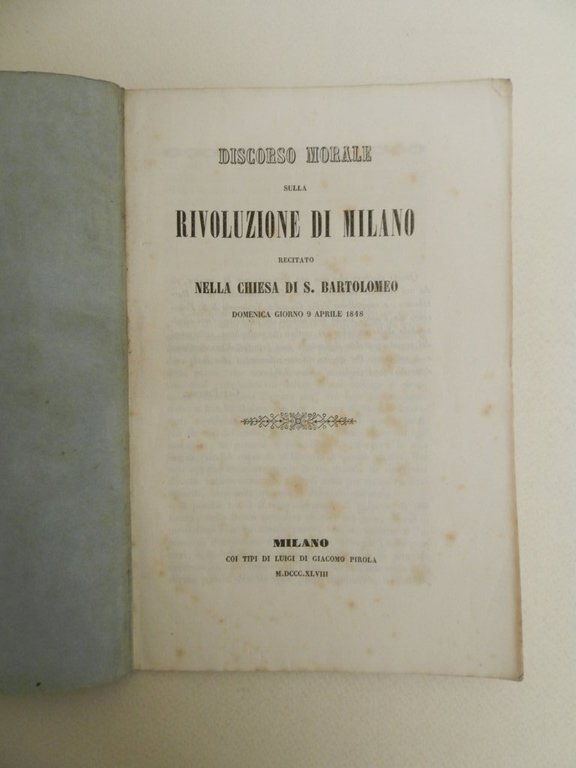 DISCORSO MORALE
SULLA
RIVOLUZIONE DI MILANO
RECITATO
NELLA CHIESA DI S. BARTOLOMEO
DOMENICA GIORNO 9 APRILE 1848
MILANO
COI TIPI DI LUIGI DI GIACOMO PIROLA
M.DCCC.XLVIII